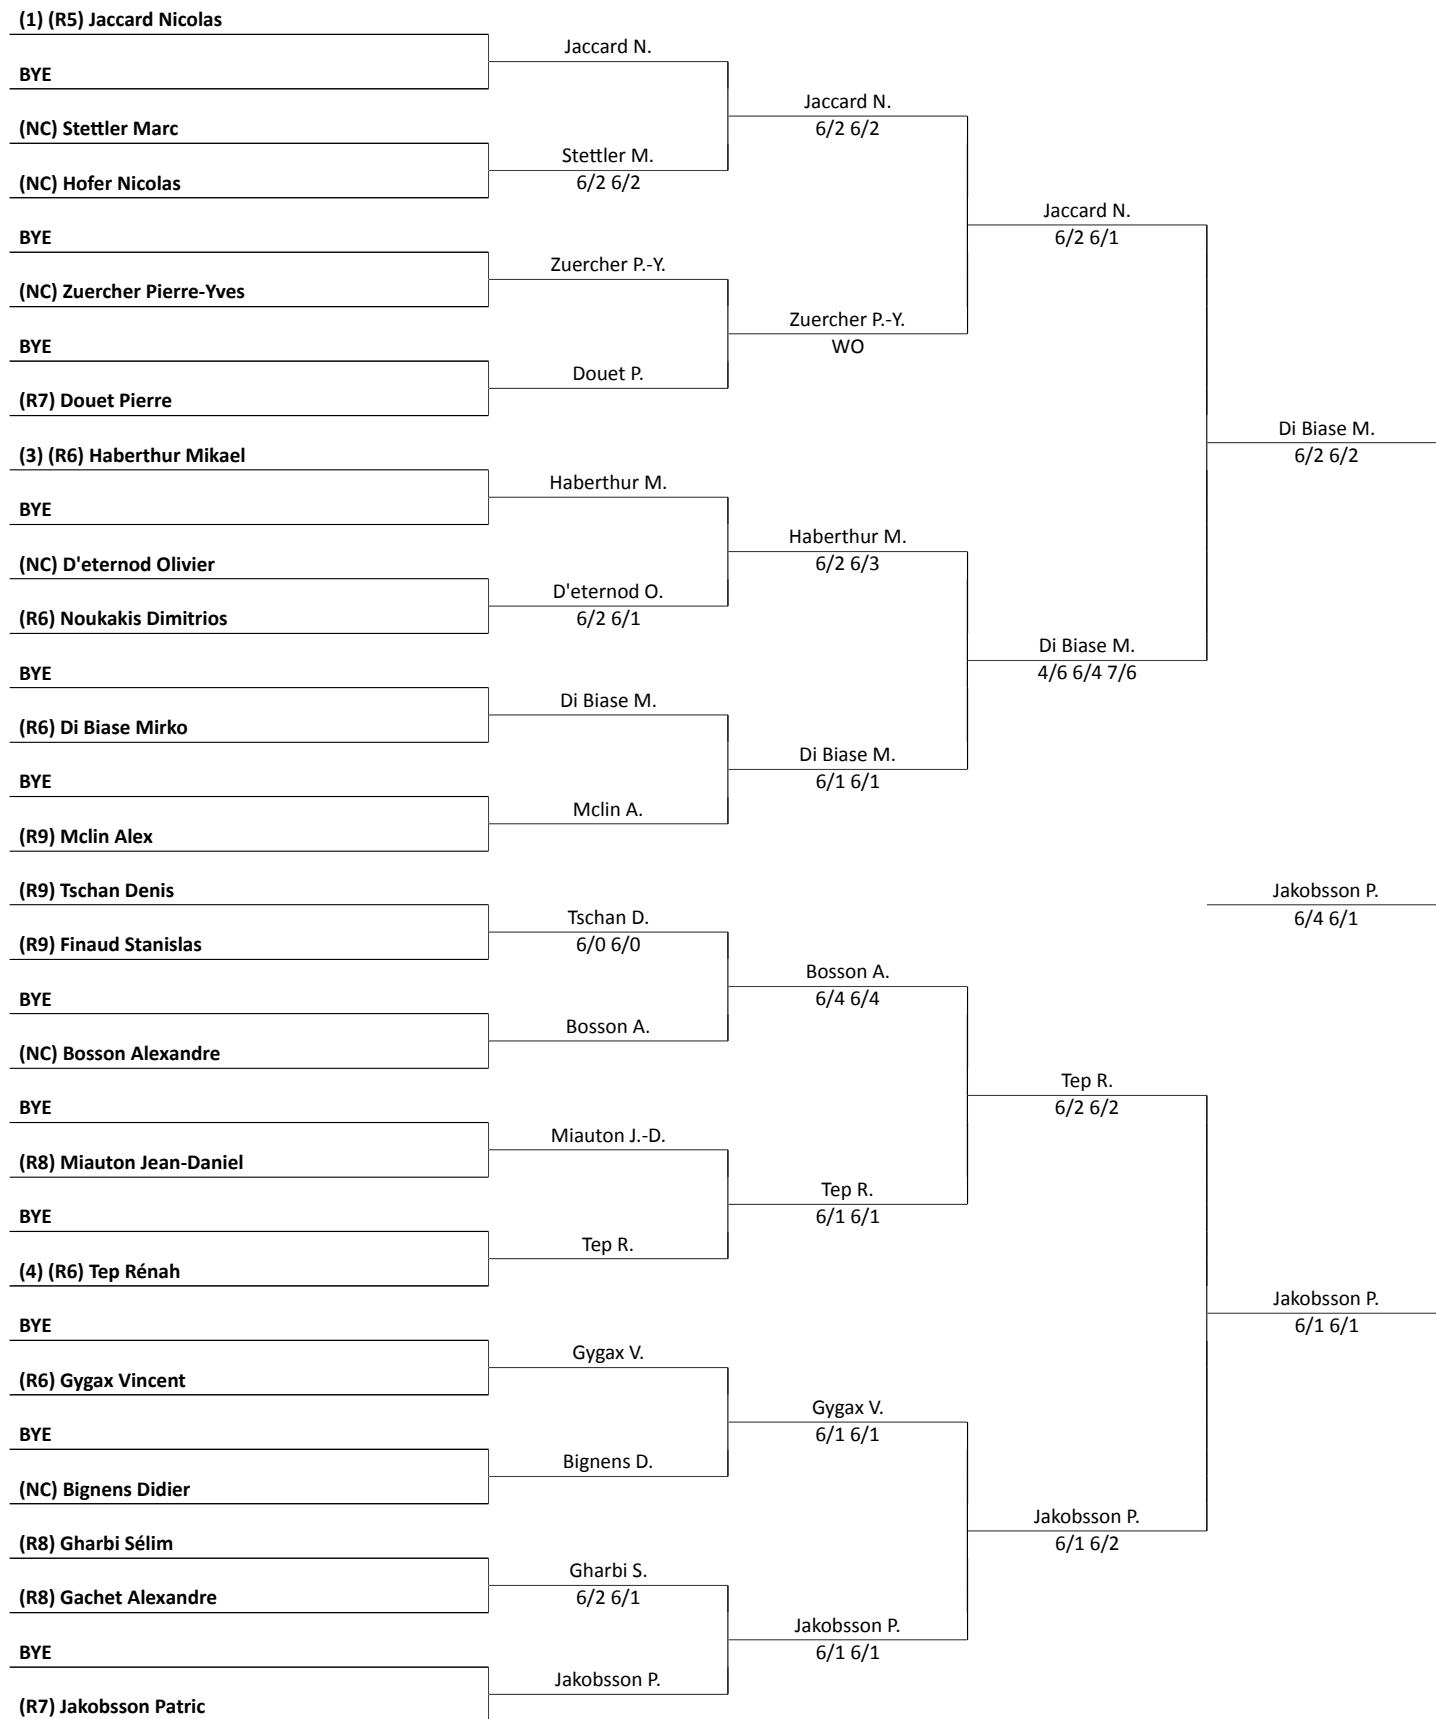 (1) (R5) Jaccard Nicolas
Jaccard N.
BYE
Jaccard N.
6/2 6/2
(NC) Stettler Marc
Stettler M.
6/2 6/2
(NC) Hofer Nicolas
Jaccard N.
6/2 6/1
BYE
Zuercher P.-Y.
(NC) Zuercher Pierre-Yves
Zuercher P.-Y.
WO
BYE
Douet P.
(R7) Douet Pierre
Di Biase M.
6/2 6/2
(3) (R6) Haberthur Mikael
Haberthur M.
BYE
Haberthur M.
6/2 6/3
(NC) D'eternod Olivier
D'eternod O.
6/2 6/1
(R6) Noukakis Dimitrios
Di Biase M.
4/6 6/4 7/6
BYE
Di Biase M.
(R6) Di Biase Mirko
Di Biase M.
6/1 6/1
BYE
Mclin A.
(R9) Mclin Alex
(R9) Tschan Denis
Jakobsson P.
6/4 6/1
Tschan D.
6/0 6/0
(R9) Finaud Stanislas
Bosson A.
6/4 6/4
BYE
Bosson A.
(NC) Bosson Alexandre
Tep R.
6/2 6/2
BYE
Miauton J.-D.
(R8) Miauton Jean-Daniel
Tep R.
6/1 6/1
BYE
Tep R.
(4) (R6) Tep Rénah
Jakobsson P.
6/1 6/1
BYE
Gygax V.
(R6) Gygax Vincent
Gygax V.
6/1 6/1
BYE
Bignens D.
(NC) Bignens Didier
Jakobsson P.
6/1 6/2
(R8) Gharbi Sélim
Gharbi S.
6/2 6/1
(R8) Gachet Alexandre
Jakobsson P.
6/1 6/1
BYE
Jakobsson P.
(R7) Jakobsson Patric